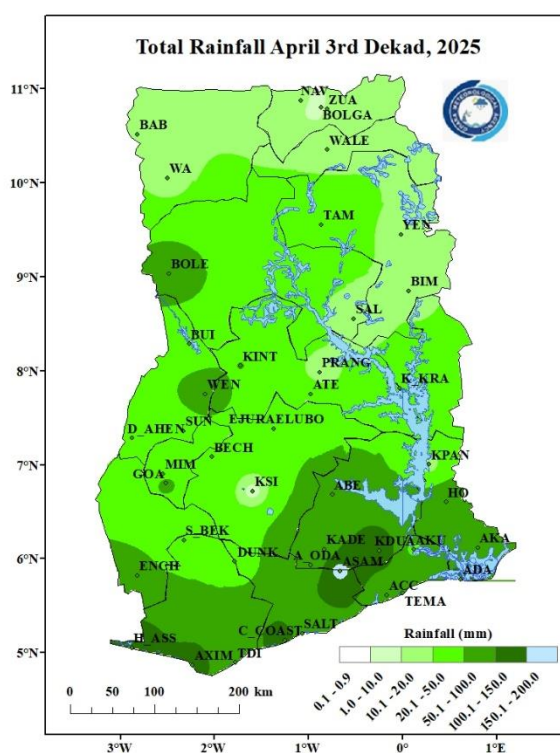 Total Rainfall April 3rd Dekad, 2025
11°N
NAV
ZUA
BOLGA
BAB
WALE
10°N
WA
TAM
YEN
9°N
BOLE
BIM
SAL
BUI
8°N
KINT
PRANG
K_KRA
WEN
ATE
SUN
EJURAELUBO
D_AHEN
BECH
7°N
MIM
GOA
KPAN
KSI
ABE
HO
S_BEK
KADE
KDUAAKU
AKA
6°N
DUNK
A_ODA
ASAM
ENCH
ADA
ACC
TEMA
C_COAST
SALT
H_ASS
5°N
AXIM
TDI
Rainfall (mm)
0.1 - 0.9
1.0 - 10.0
10.1 - 20.0
20.1 - 50.0
50.1 - 100.0
100.1 - 150.0
150.1 - 200.0
0 50 100 200 km
3°W 2°W 1°W 0° 1°E